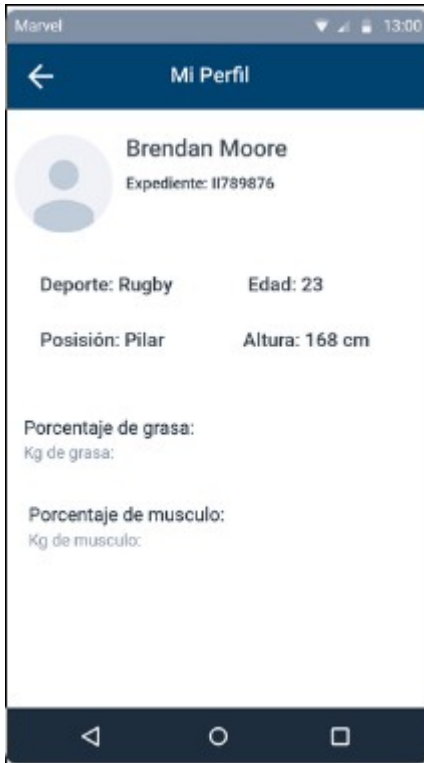 Marvel 13:00
Mi Perfil
Brendan Moore
Expediente: II789876
Deporte: Rugby Edad: 23
Posisión: Pilar Altura: 168 cm
Porcentaje de grasa:
Kg de grasa:
Porcentaje de musculo:
Kg de musculo: